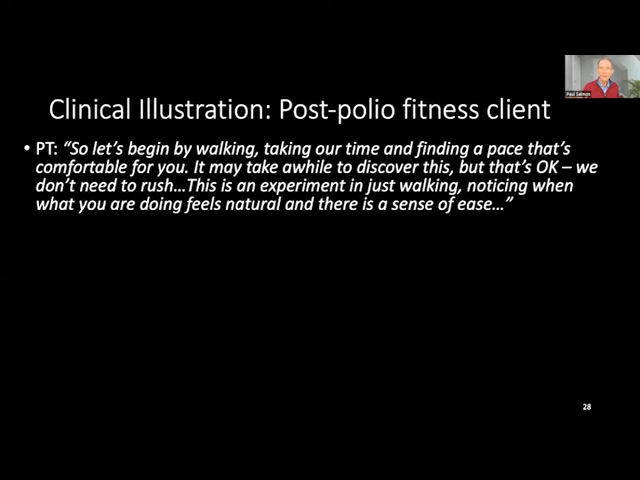 Paul Salmon
Clinical Illustration: Post-polio fitness client
• PT: “So let’s begin by walking, taking our time and finding a pace that’s
comfortable for you. It may take awhile to discover this, but that’s OK – we
don’t need to rush…This is an experiment in just walking, noticing when
what you are doing feels natural and there is a sense of ease…”
28